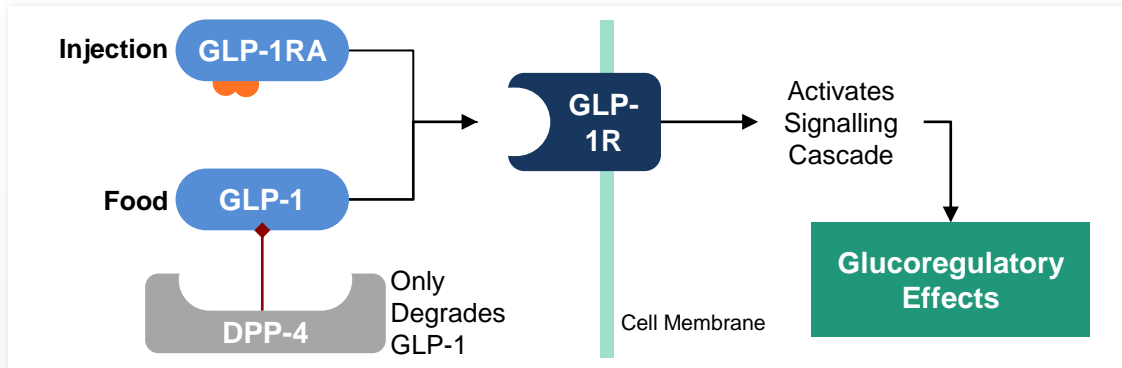 Injection
GLP-1RA
Food
GLP-1
DPP-4
Only
Degrades
GLP-1
GLP-
1R
Cell Membrane
Activates
Signalling
Cascade
Glucoregulatory
Effects